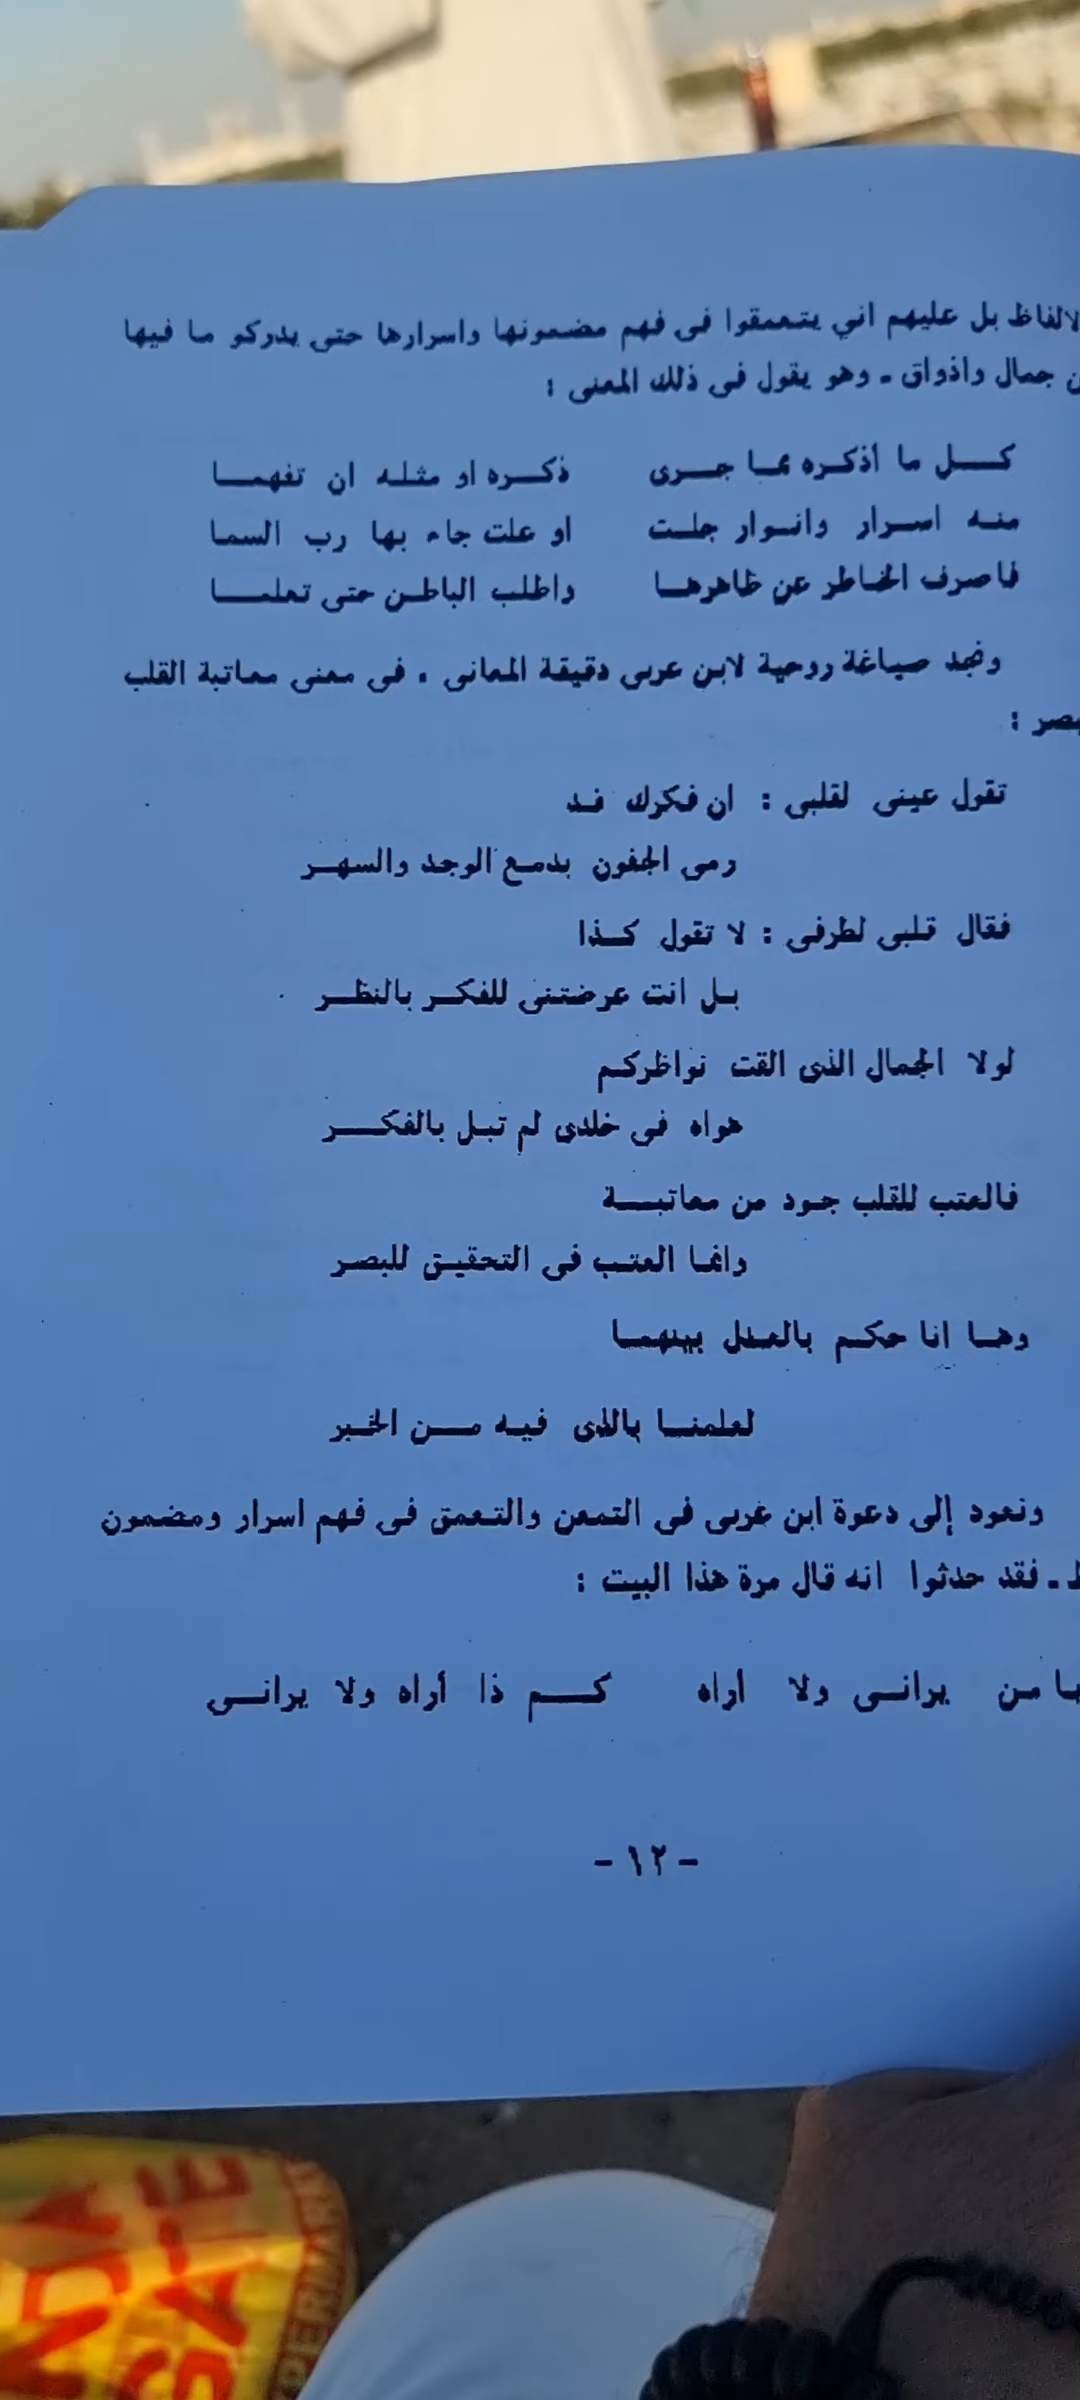 الالفاظ بل عليهم اني يتعمقوا فى فهم مضمونها واسرارها حتى يدركو ما فيها
جمال واذواق ـ وهو يقول فى ذلك المعنى :
كل ما أذكره مما جرى ذكره او مثله ان تفهما
منه اسرار وانوار جلت او علت جاء بها رب السما
فاصرف الخاطر عن ظاهرها واطلب الباطن حتى تعلما
ونجد صياغة روحية لابن عربى دقيقة المعانى . فى معنى معاتبة القلب
:
تقول عينى لقلبى : ان فكرك قد
رمى الجفون بدمع الوجد والسهر
فقال قلبى لطرفى : لا تقول كذا
بل انت عرضتنى للفكر بالنظر
لولا الجمال الذى القت نواظركم
هواه فى خلدى لم تبل بالفكر
فالعتب للقلب جود من معاتبة
وانما العتب فى التحقيق للبصر
وها انا حكم بالعدل بينهما
لعلمنا بالذى فيه من الخبر
ونعود إلى دعوة ابن عربى فى التمعن والتعمق فى فهم اسرار ومضمون
ـ فقد حدثوا انه قال مرة هذا البيت :
يا من يرانى ولا أراه كم ذا أراه ولا يرانى
- ١٢ -